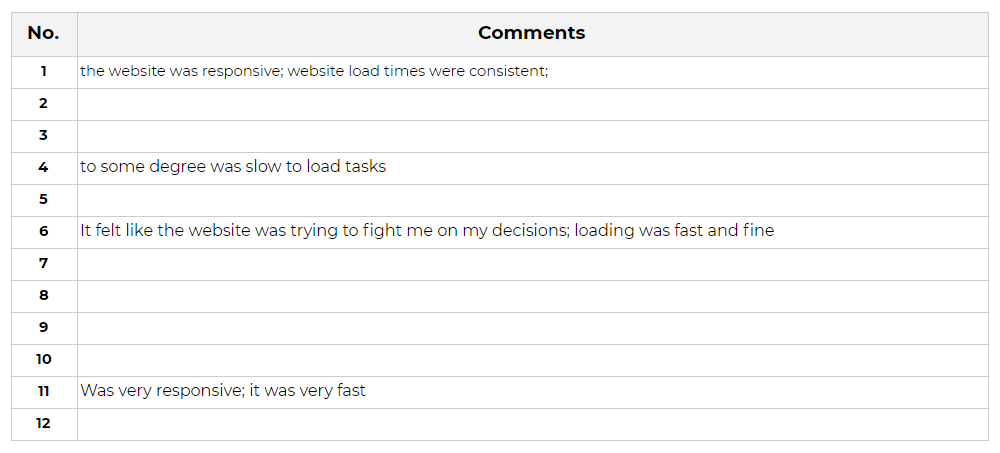 No. Comments
1 the website was responsive; website load times were consistent;
2
3
4 to some degree was slow to load tasks
5
6 It felt like the website was trying to fight me on my decisions; loading was fast and fine
7
8
9
10
11 Was very responsive; it was very fast
12